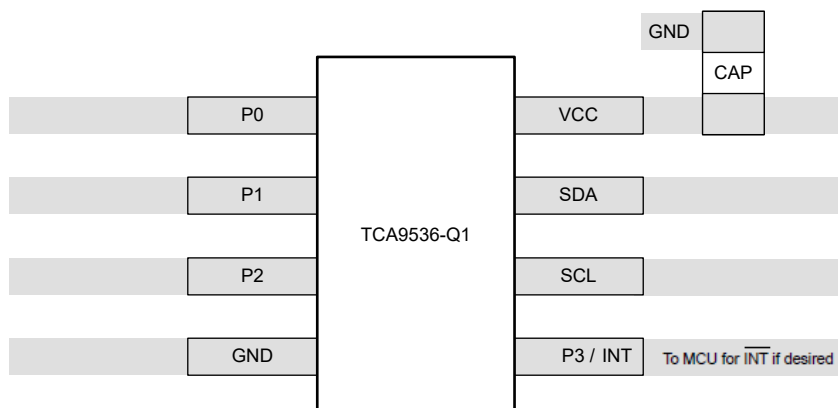 GND
CAP
P0
VCC
P1
SDA
TCA9536-Q1
P2
SCL
GND
P3 / INT
To MCU for INT if desired